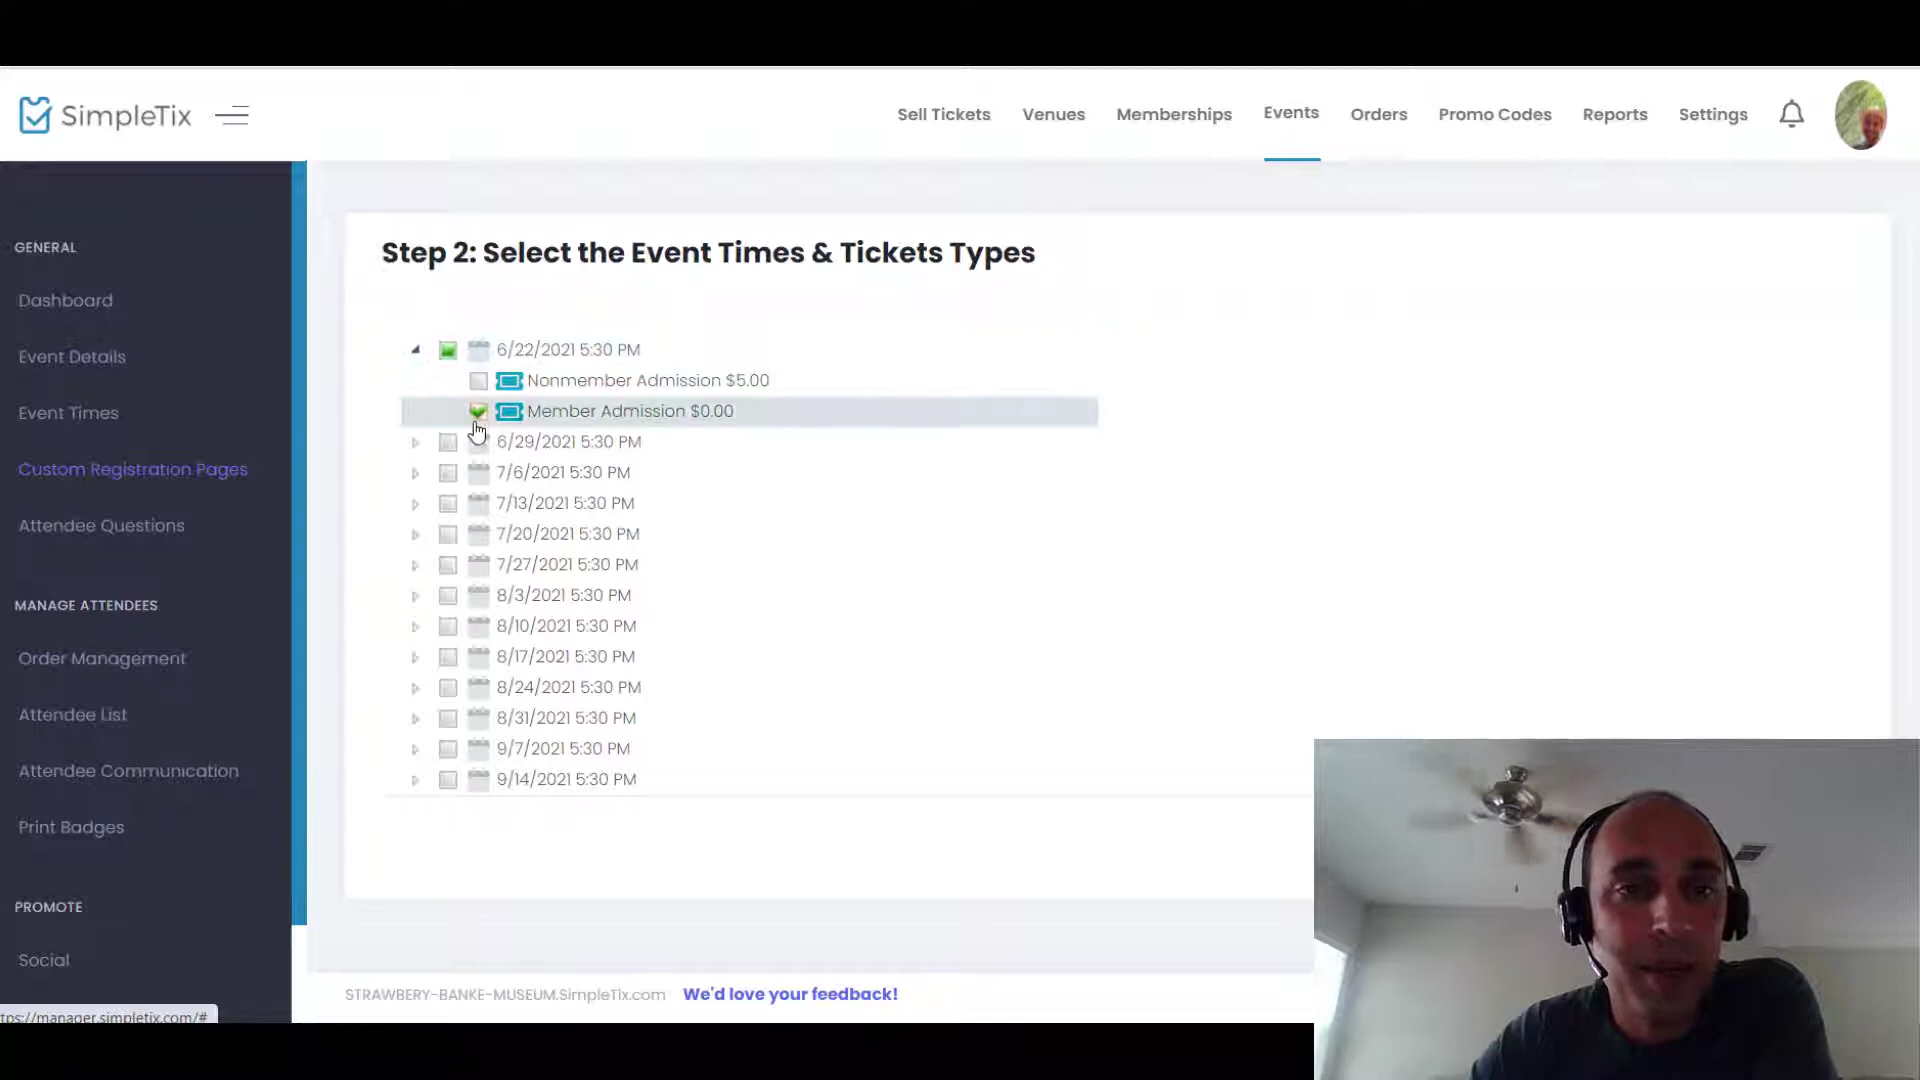 SimpleTix
Sell Tickets
Venues
Memberships
Events
Orders
Promo Codes
Reports
Settings
GENERAL
Dashboard
Event Details
Event Times
Custom Registration Pages
Attendee Questions
MANAGE ATTENDEES
Order Management
Attendee List
Attendee Communication
Print Badges
PROMOTE
Social
tps://manager.simpletix.com/#
Step 2: Select the Event Times & Tickets Types
6/22/2021 5:30 PM
Nonmember Admission $5.00
Member Admission $0.00
6/29/2021 5:30 PM
7/6/2021 5:30 PM
7/13/2021 5:30 PM
7/20/2021 5:30 PM
7/27/2021 5:30 PM
8/3/2021 5:30 PM
8/10/2021 5:30 PM
8/17/2021 5:30 PM
8/24/2021 5:30 PM
8/31/2021 5:30 PM
9/7/2021 5:30 PM
9/14/2021 5:30 PM
STRAWBERY-BANKE-MUSEUM.SimpleTix.com We'd love your feedback!